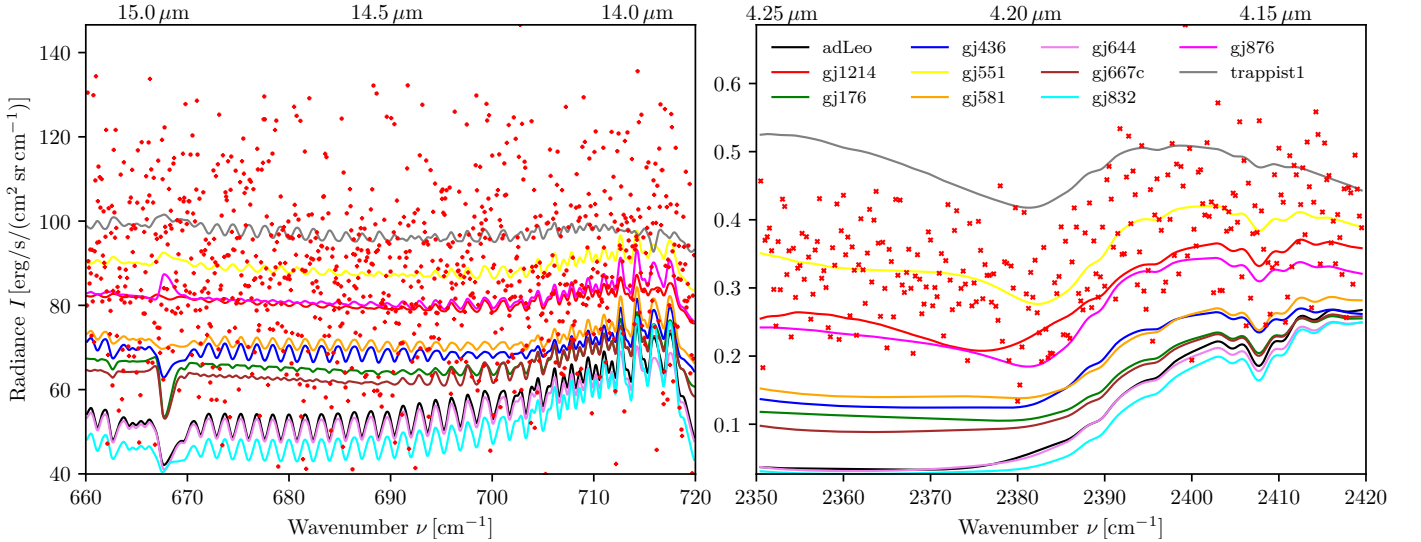 15.0 μm 14.5 μm 14.0 μm
4.25 μm 4.20 μm 4.15 μm
140
120
100
80
60
40
Radiance I [erg/s/(cm² sr cm⁻¹)]
660 670 680 690 700 710 720
Wavenumber ν [cm⁻¹]
0.6
0.5
0.4
0.3
0.2
0.1
adLeo gj436 gj644 gj876
gj1214 gj551 gj667c trappist1
gj176 gj581 gj832
2350 2360 2370 2380 2390 2400 2410 2420
Wavenumber ν [cm⁻¹]